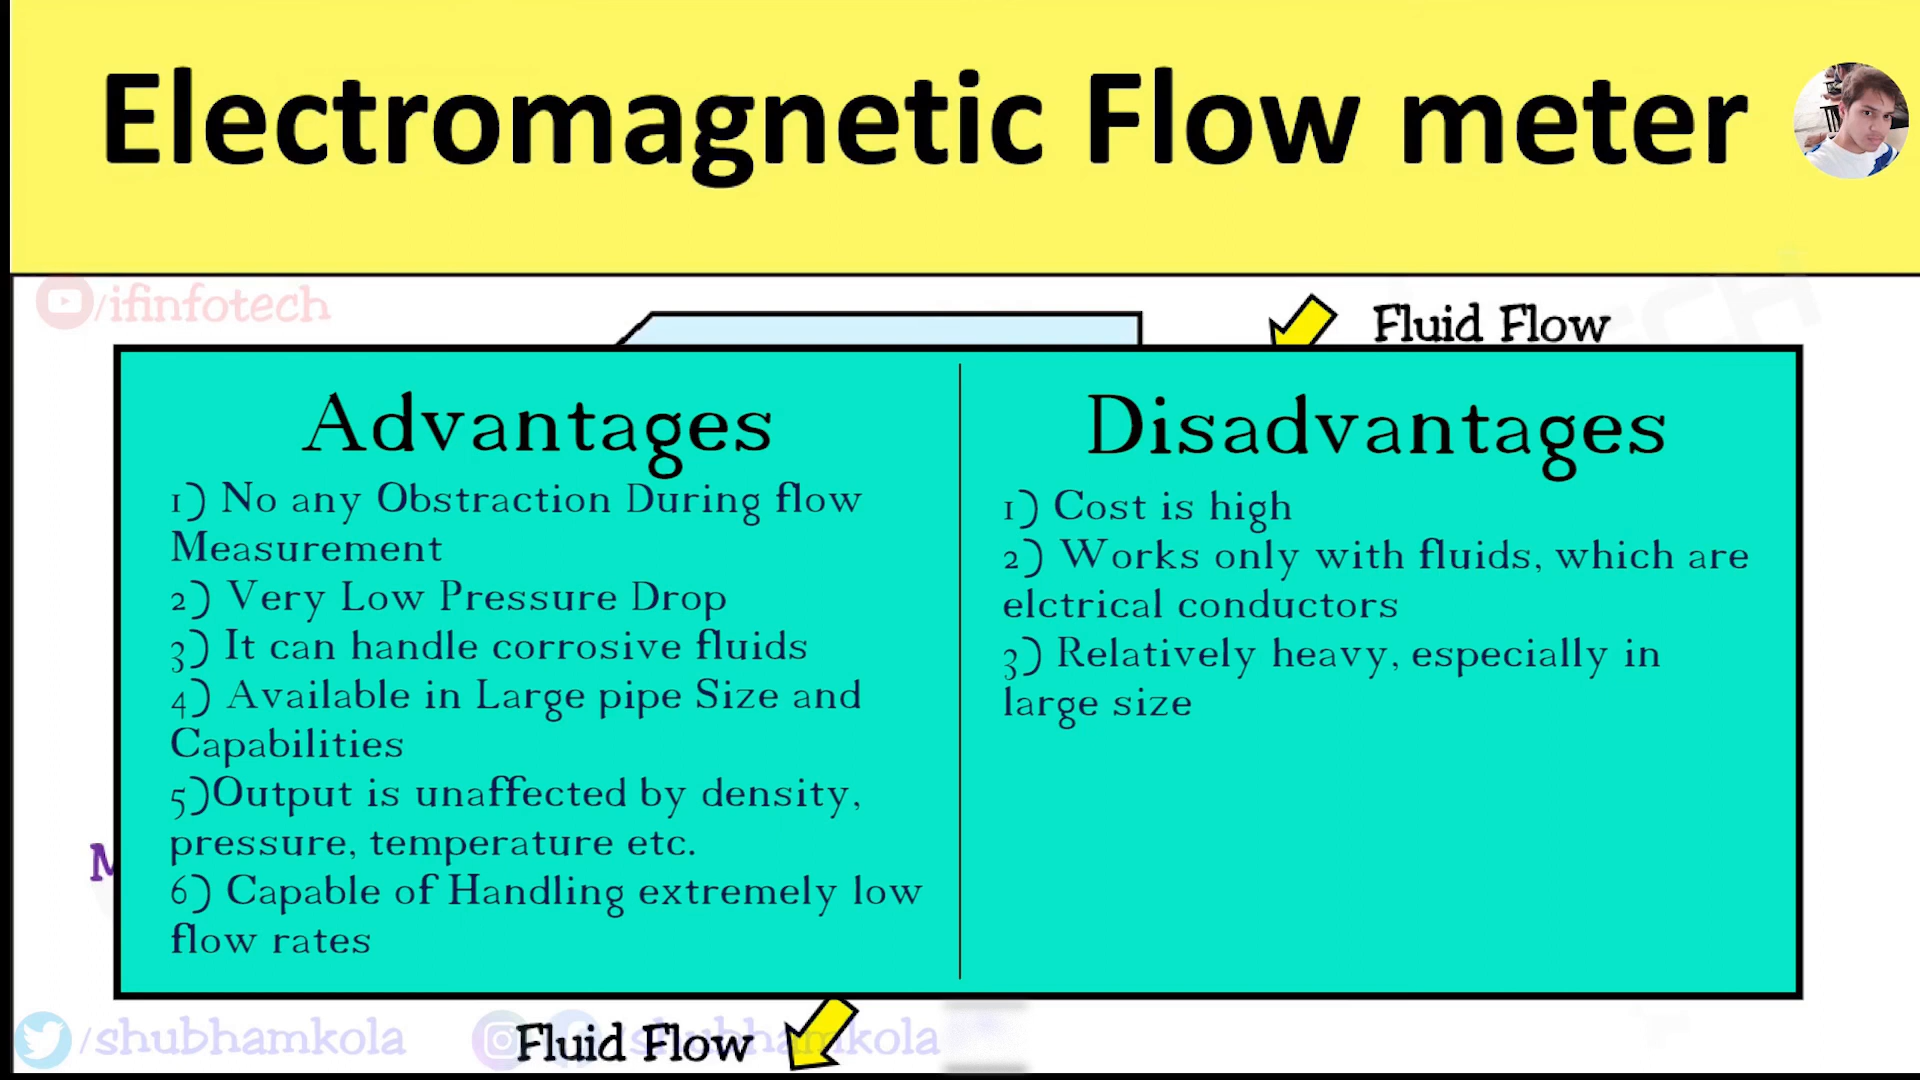 Electromagnetic Flow meter
/ifinfotech
Fluid Flow
Advantages
1) No any Obstraction During flow
Measurement
2) Very Low Pressure Drop
3) It can handle corrosive fluids
4) Available in Large pipe Size and
Capabilities
5)Output is unaffected by density,
pressure, temperature etc.
6) Capable of Handling extremely low
flow rates
Disadvantages
1) Cost is high
2) Works only with fluids, which are
elctrical conductors
3) Relatively heavy, especially in
large size
/shubhamkola
/shubhamkola
Fluid Flow